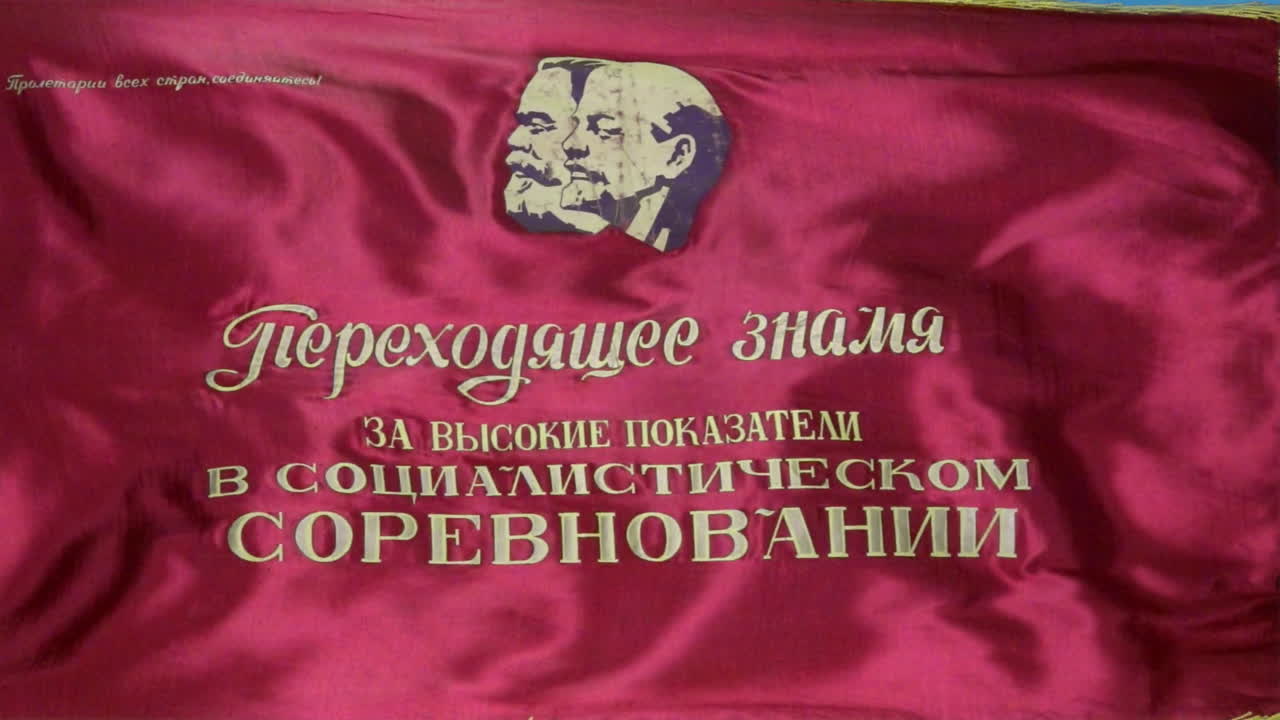 Пролетарии всех стран, соединяйтесь!
Переходящее знамя
ЗА ВЫСОКИЕ ПОКАЗАТЕЛИ
В СОЦИАЛИСТИЧЕСКОМ
СОРЕВНОВАНИИ